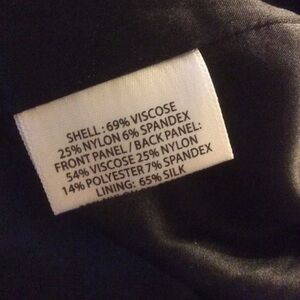 SHELL: 69% VISCOSE
25% NYLON 6% SPANDEX
FRONT PANEL / BACK PANEL:
54% VISCOSE 25% NYLON
14% POLYESTER 7% SPANDEX
LINING: 65% SILK